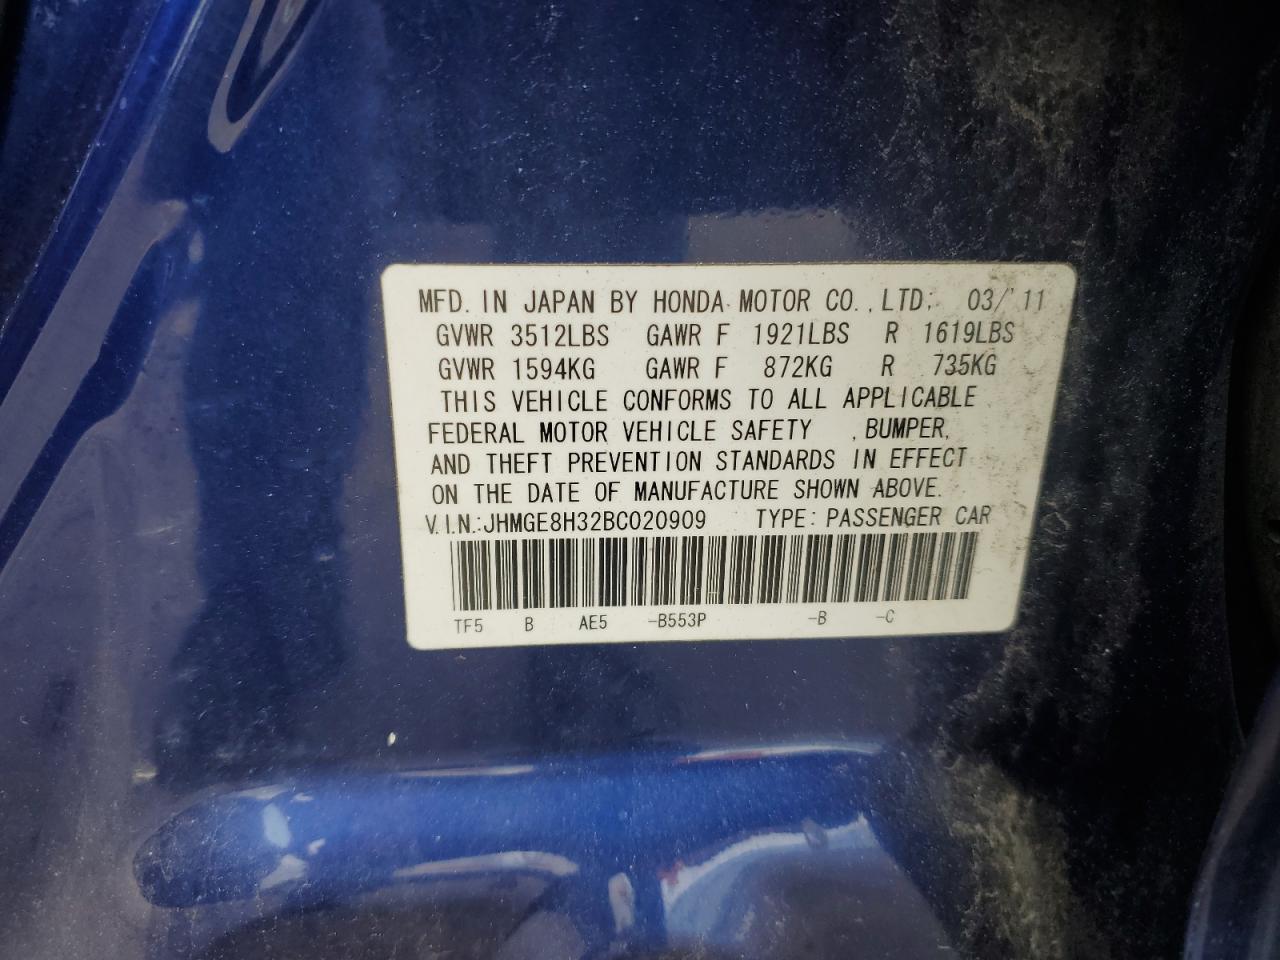 MFD. IN JAPAN BY HONDA MOTOR CO., LTD. 03/'11
GVWR 3512LBS GAWR F 1921LBS R 1619LBS
GVWR 1594KG GAWR F 872KG R 735KG
THIS VEHICLE CONFORMS TO ALL APPLICABLE
FEDERAL MOTOR VEHICLE SAFETY , BUMPER,
AND THEFT PREVENTION STANDARDS IN EFFECT
ON THE DATE OF MANUFACTURE SHOWN ABOVE.
V.I.N.:JHMGE8H32BC020909 TYPE: PASSENGER CAR
TF5 B AE5 -B553P -B -C